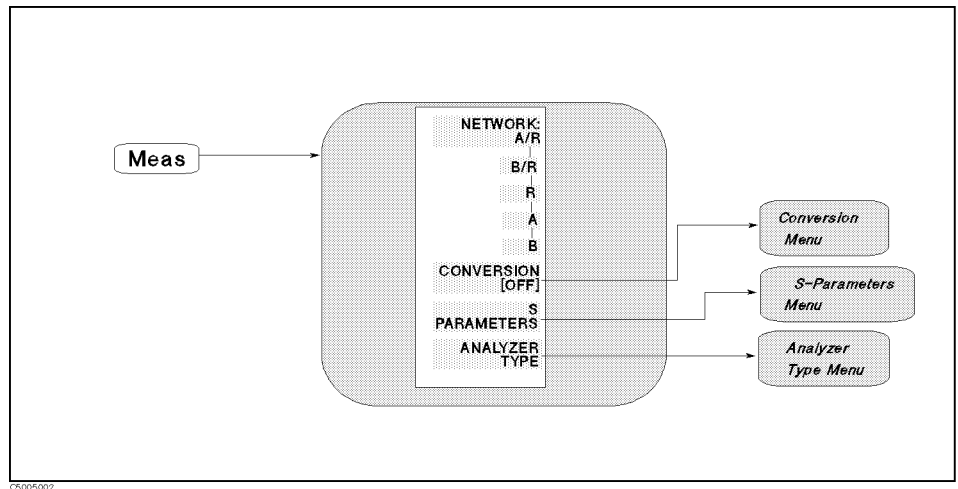 Meas
NETWORK:
A/R
B/R
R
A
B
CONVERSION
[OFF]
S
PARAMETERS
ANALYZER
TYPE
Conversion
Menu
S-Parameters
Menu
Analyzer
Type Menu
C5005002